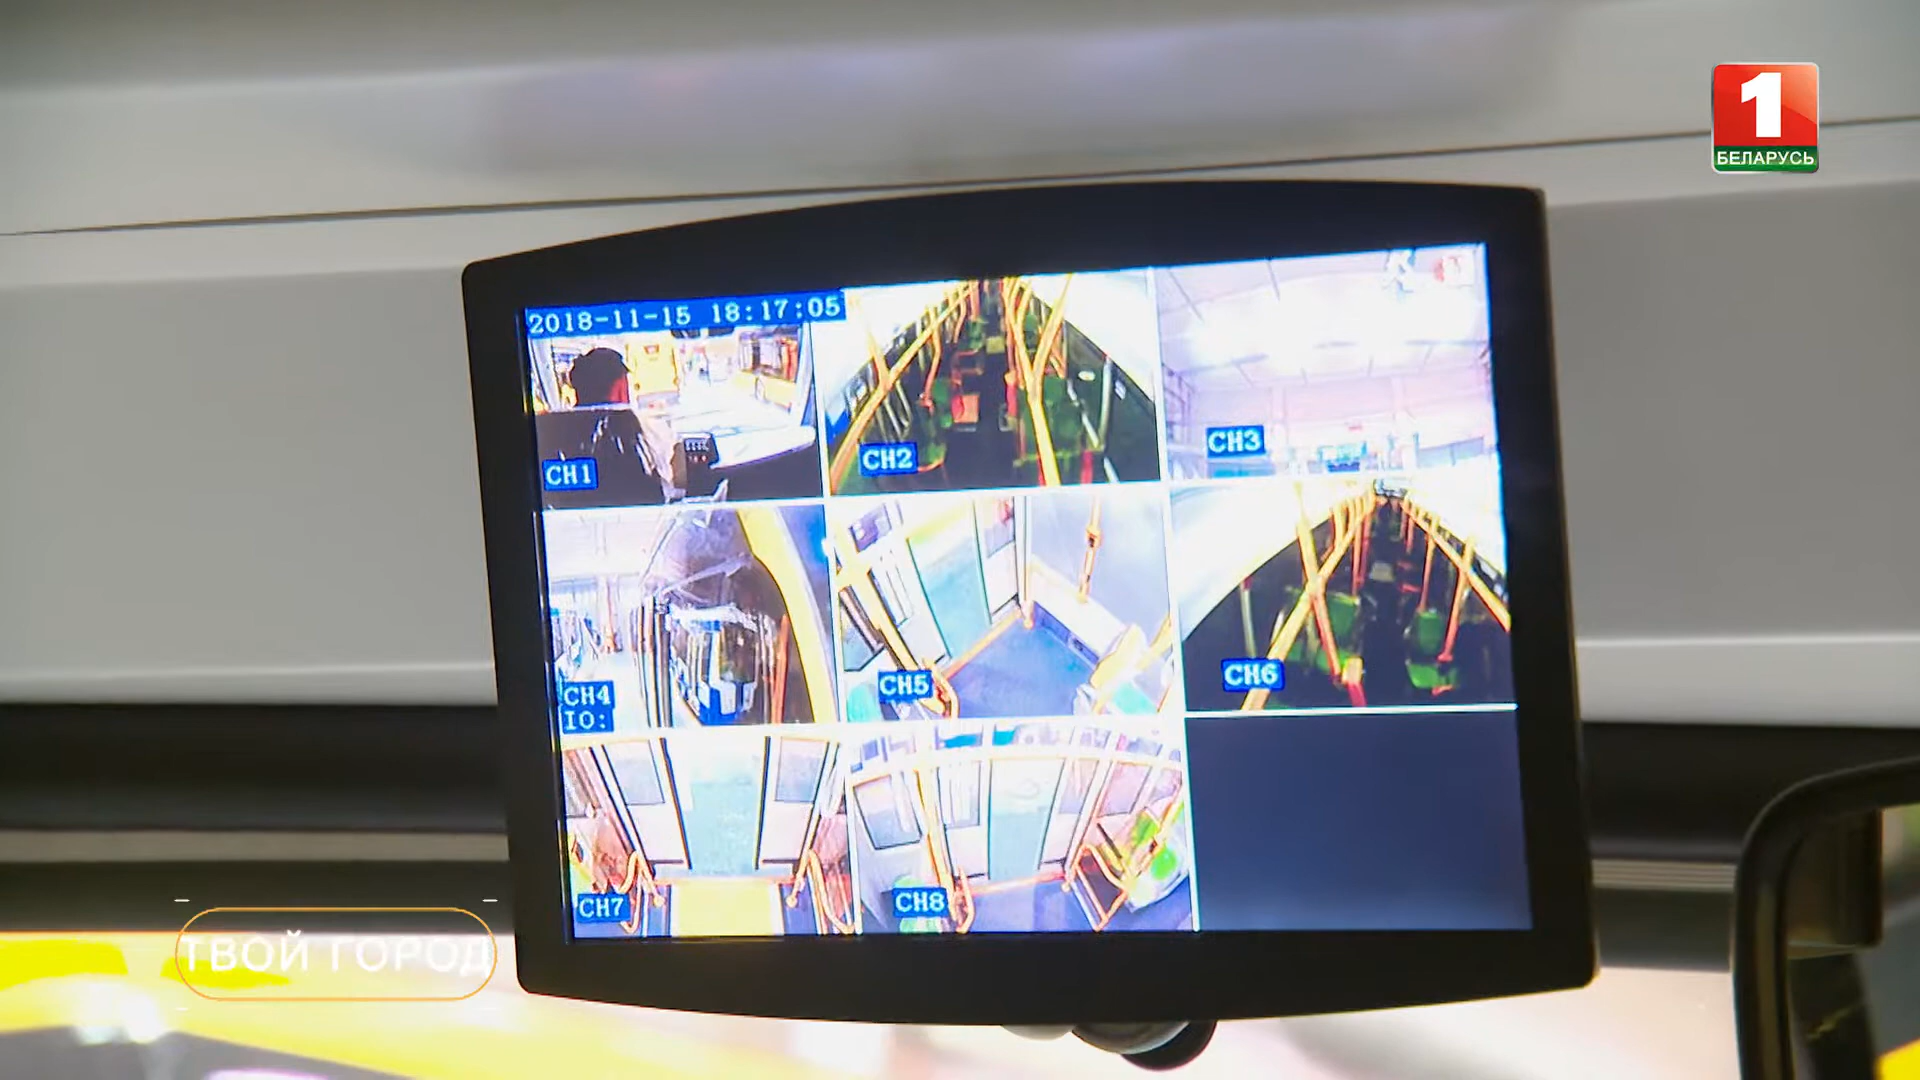 1
БЕЛАРУСЬ
2018-11-15 18:17:05
CH1
CH2
CH3
CH4
IO:
CH5
CH6
CH7
CH8
ТВОЙ ГОРОД